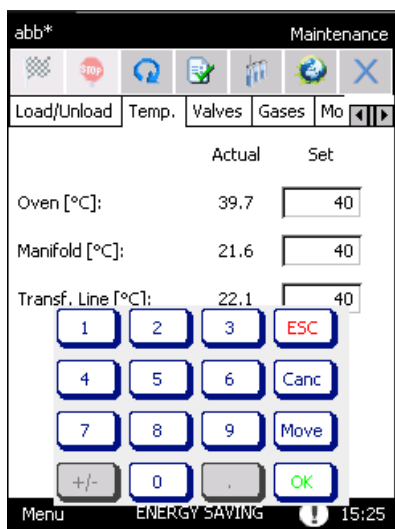 abb* Maintenance
STOP
Load/Unload Temp. Valves Gases Mo
Actual Set
Oven [°C]: 39.7 40
Manifold [°C]: 21.6 40
Transf. Line [°C]: 22.1 40
1 2 3 ESC
4 5 6 Canc
7 8 9 Move
+/- 0 . OK
Menu ENERGY SAVING ! 15:25